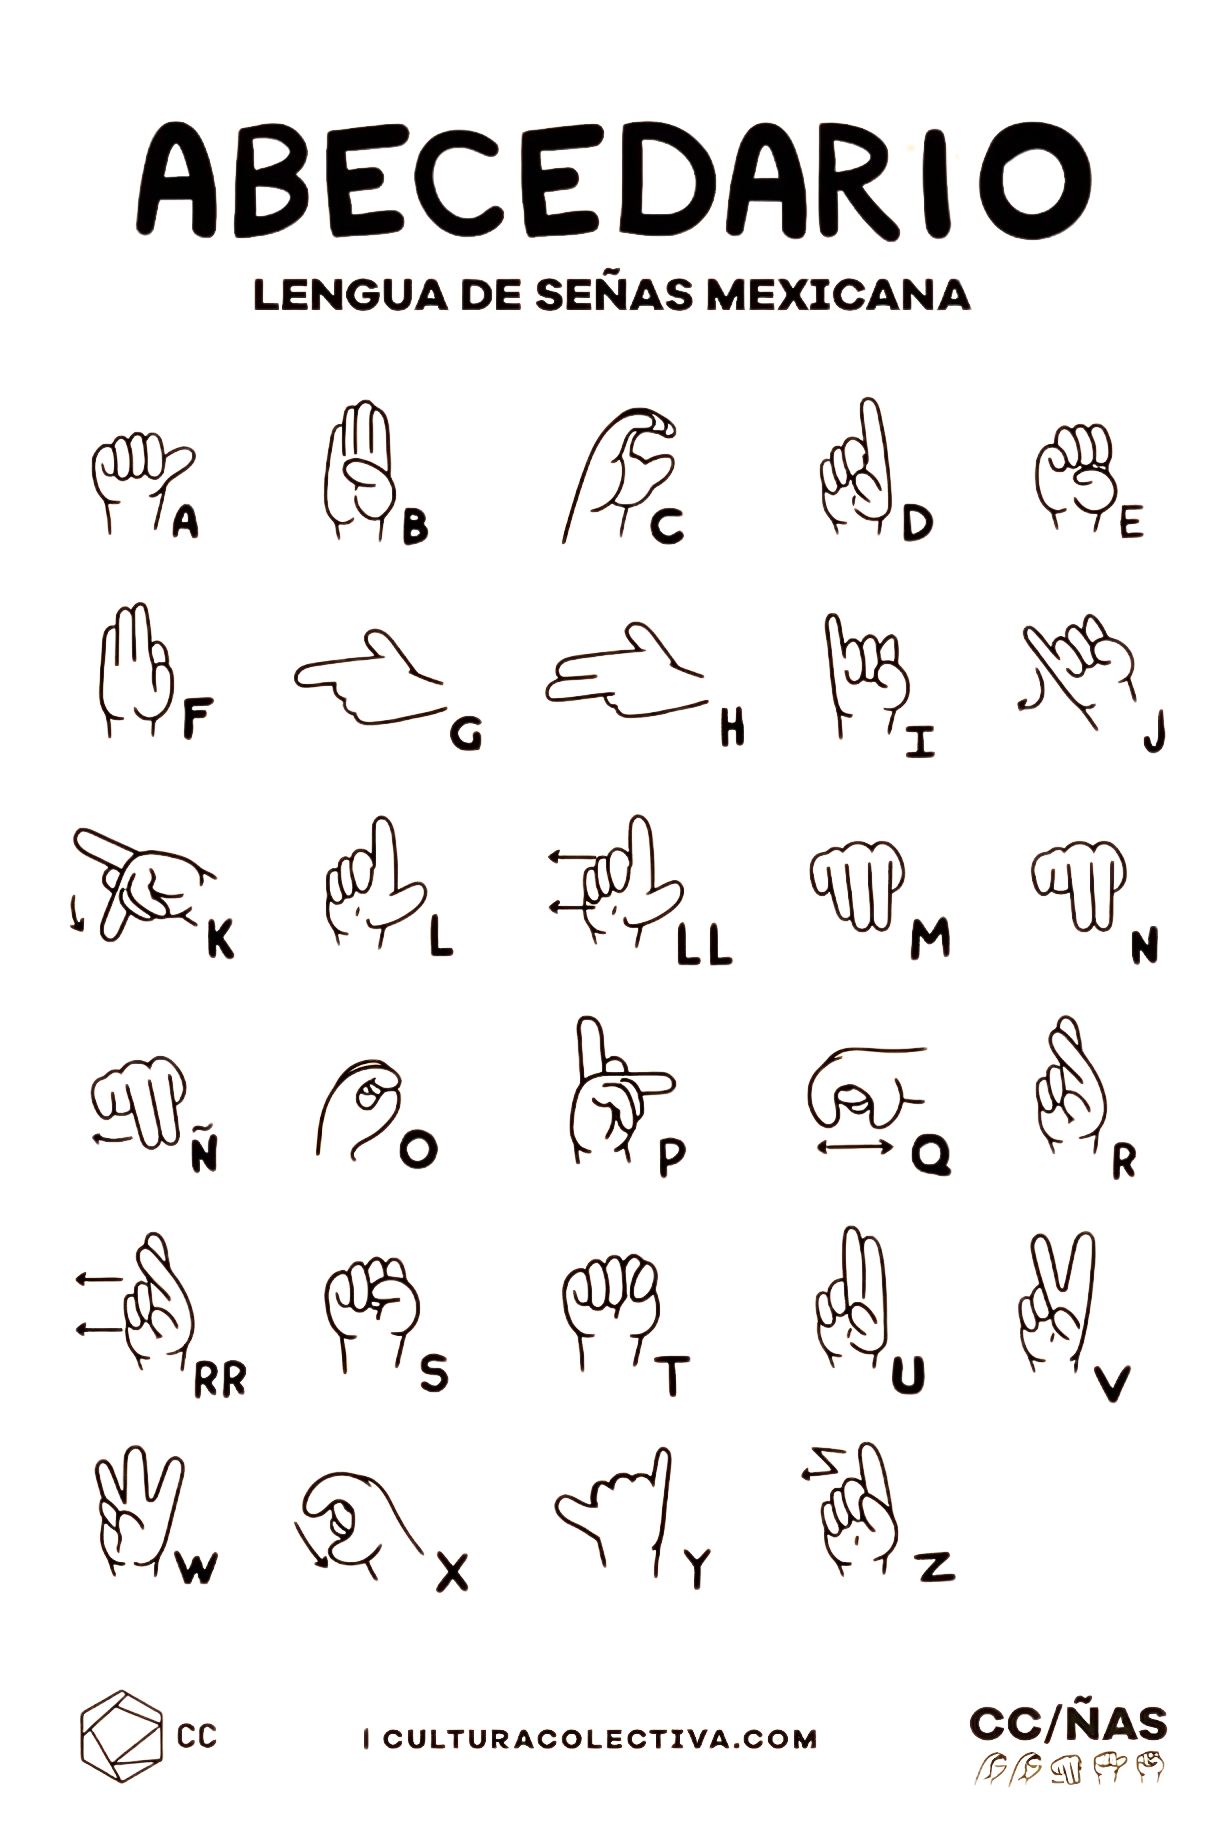 ABECEDARIO
LENGUA DE SEÑAS MEXICANA
A B C D E
F G H I J
K L LL M N
Ñ O P Q R
RR S T U V
W X Y Z
CC | CULTURACOLECTIVA.COM CC/ÑAS